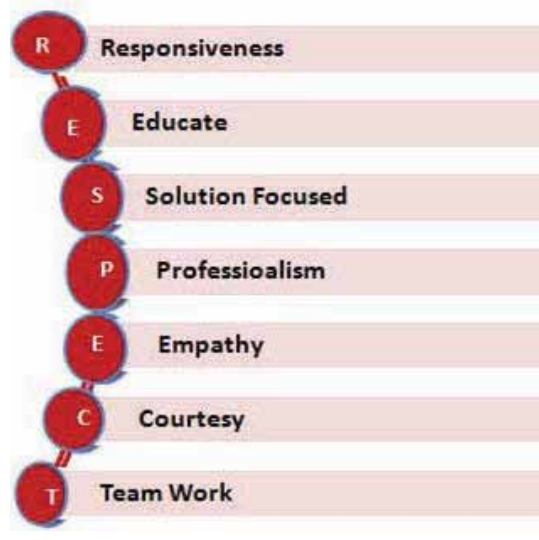 R Responsiveness
E Educate
S Solution Focused
P Professioalism
E Empathy
C Courtesy
T Team Work